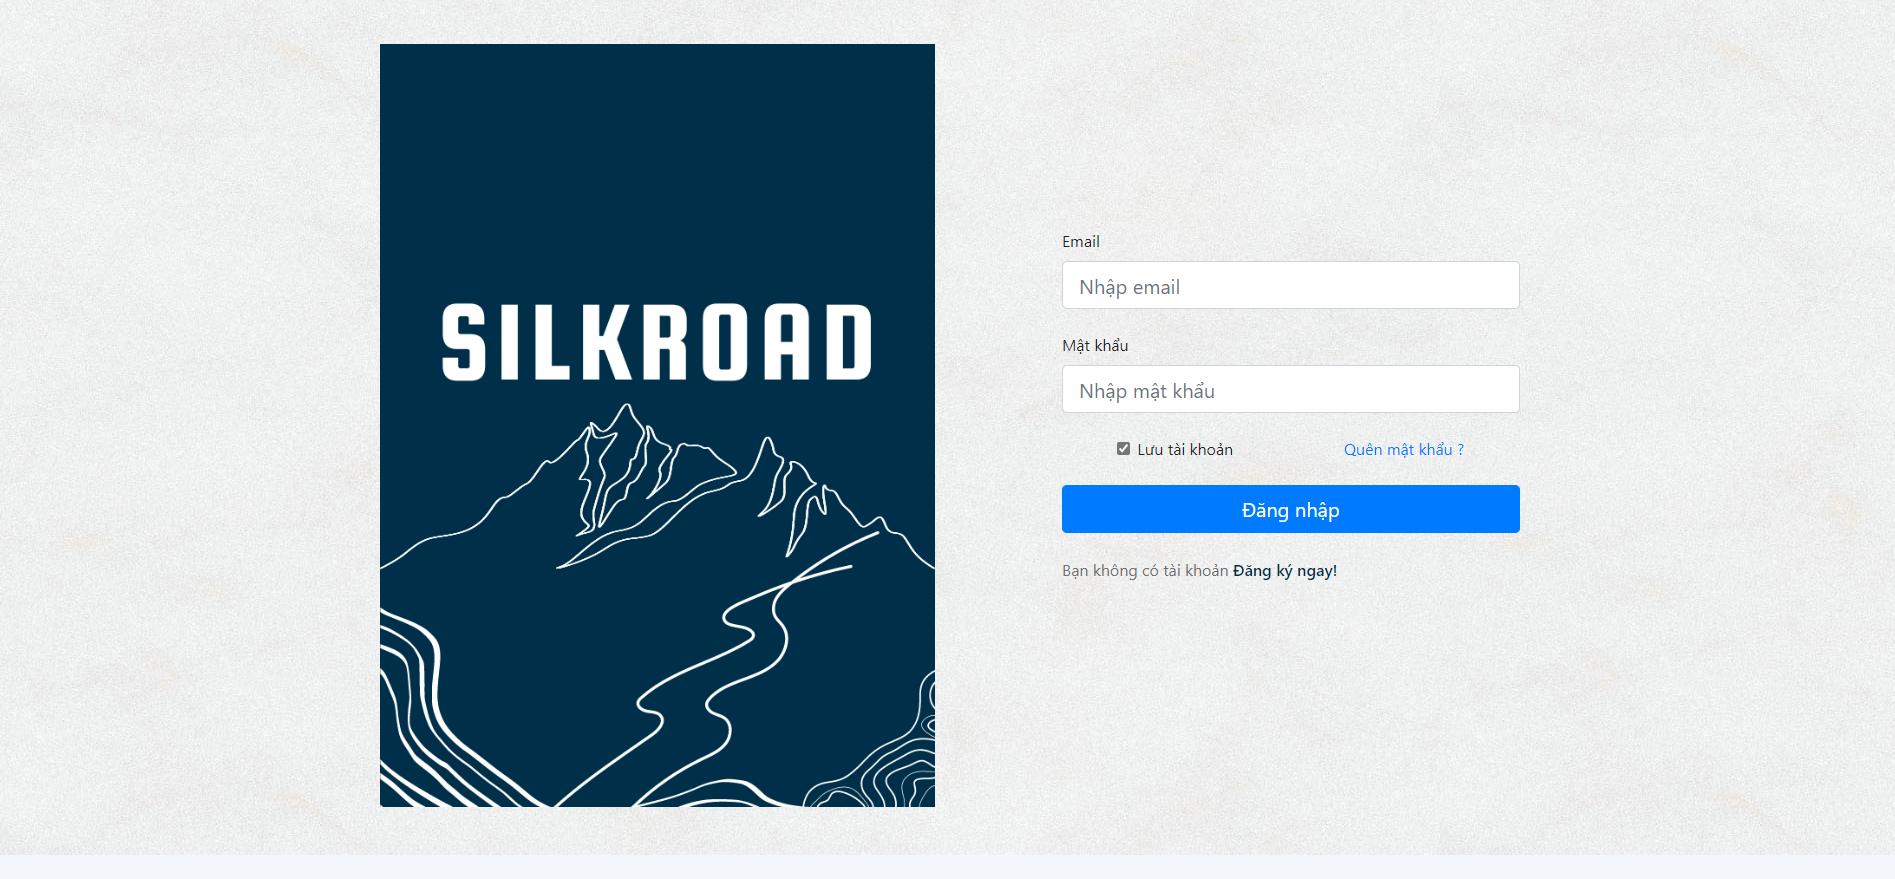 SILKROAD
Email
Nhập email
Mật khẩu
Nhập mật khẩu
Lưu tài khoản
Quên mật khẩu ?
Đăng nhập
Bạn không có tài khoản Đăng ký ngay!